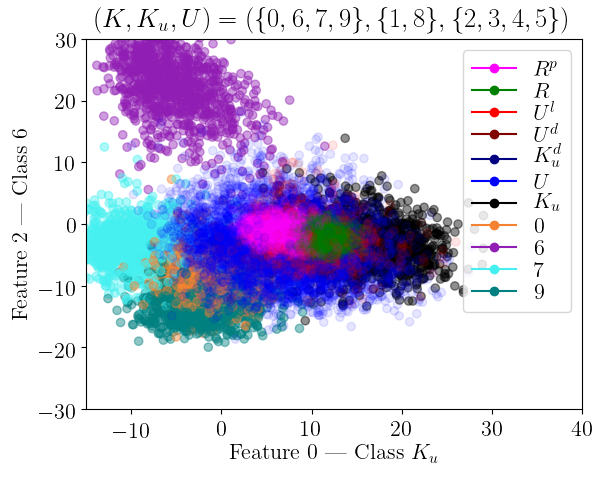 (K, K_u, U) = ({0, 6, 7, 9}, {1, 8}, {2, 3, 4, 5})
Feature 2 — Class 6
30
20
10
0
−10
−20
−30
−10
0
10
20
30
40
Feature 0 — Class K_u
R^p
R
U^l
U^d
K_u^d
U
K_u
0
6
7
9